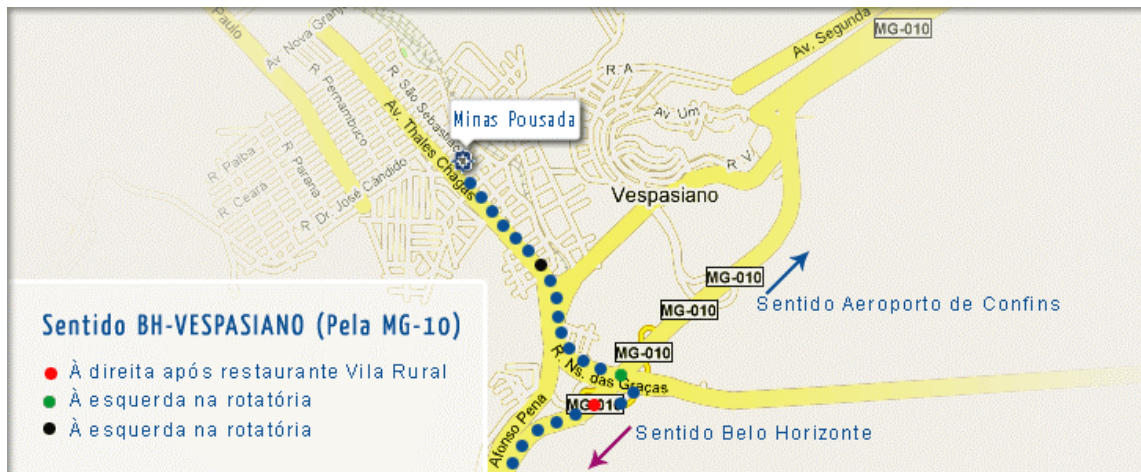 Paulo
Av. Nova Granja
R. Pernambuco
R. São Sebastião
Av. Thales Chagas
R. Paiba
R. Ceará
R. Parana
R. Dr. José Candido
Minas Pousada
R. A
Av. Um
R. V
Av. Segunda
MG-010
Vespasiano
MG-010
MG-010
MG-010
MG-010
Sentido Aeroporto de Confins
R. Ns. das Graças
Afonso Pena
Sentido Belo Horizonte
Sentido BH-VESPASIANO (Pela MG-10)
À direita após restaurante Vila Rural
À esquerda na rotatória
À esquerda na rotatória